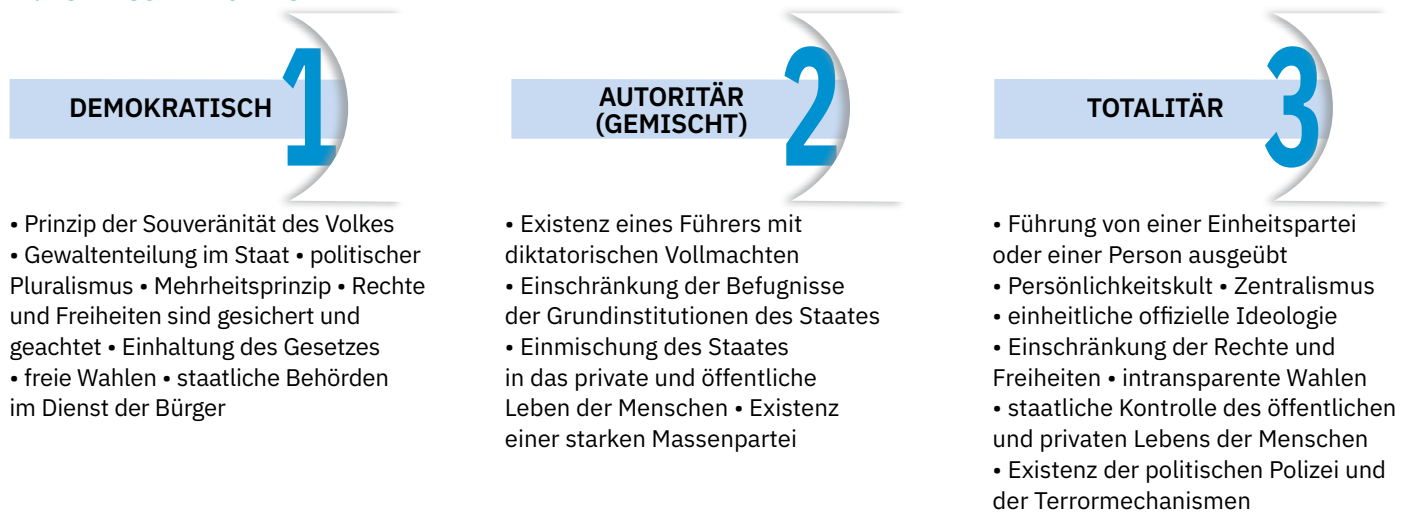 DEMOKRATISCH
1
• Prinzip der Souveränität des Volkes
• Gewaltenteilung im Staat • politischer
Pluralismus • Mehrheitsprinzip • Rechte
und Freiheiten sind gesichert und
geachtet • Einhaltung des Gesetzes
• freie Wahlen • staatliche Behörden
im Dienst der Bürger
AUTORITÄR
(GEMISCHT)
2
• Existenz eines Führers mit
diktatorischen Vollmachten
• Einschränkung der Befugnisse
der Grundinstitutionen des Staates
• Einmischung des Staates
in das private und öffentliche
Leben der Menschen • Existenz
einer starken Massenpartei
TOTALITÄR
3
• Führung von einer Einheitspartei
oder einer Person ausgeübt
• Persönlichkeitskult • Zentralismus
• einheitliche offizielle Ideologie
• Einschränkung der Rechte und
Freiheiten • intransparente Wahlen
• staatliche Kontrolle des öffentlichen
und privaten Lebens der Menschen
• Existenz der politischen Polizei und
der Terrormechanismen